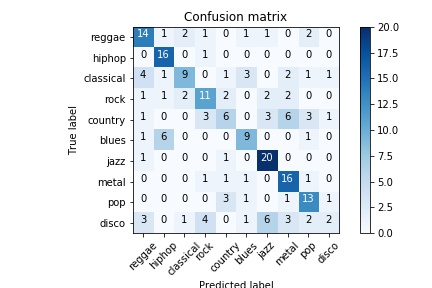 Confusion matrix
True label
reggae 14 1 2 1 0 1 1 0 2 0
hiphop 0 16 0 1 0 0 0 0 0 0
classical 4 1 9 0 1 3 0 2 1 1
rock 1 1 2 11 2 0 2 2 0 0
country 1 0 0 3 6 0 3 6 3 1
blues 1 6 0 0 0 9 0 0 1 0
jazz 1 0 0 0 1 0 20 0 0 0
metal 0 0 0 1 1 1 0 16 1 0
pop 0 0 0 0 3 1 0 1 13 1
disco 3 0 1 4 0 1 6 3 2 2
reggae hiphop classical rock country blues jazz metal pop disco
Predicted label
20.0
17.5
15.0
12.5
10.0
7.5
5.0
2.5
0.0